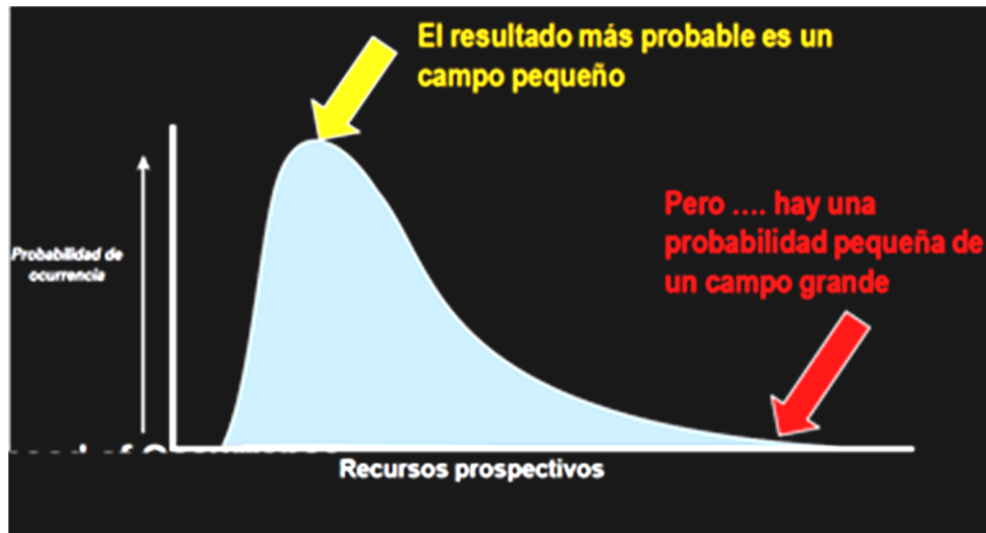 El resultado más probable es un
campo pequeño
Pero .... hay una
probabilidad pequeña de
un campo grande
Probabilidad de
ocurrencia
Recursos prospectivos